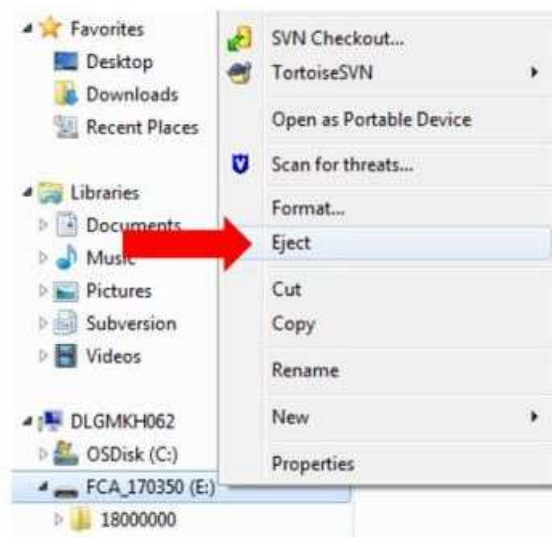 Favorites
Desktop
Downloads
Recent Places
Libraries
Documents
Music
Pictures
Subversion
Videos
DLGMKH062
OSDisk (C:)
FCA_170350 (E:)
18000000
SVN Checkout...
TortoiseSVN
Open as Portable Device
Scan for threats...
Format...
Eject
Cut
Copy
Rename
New
Properties